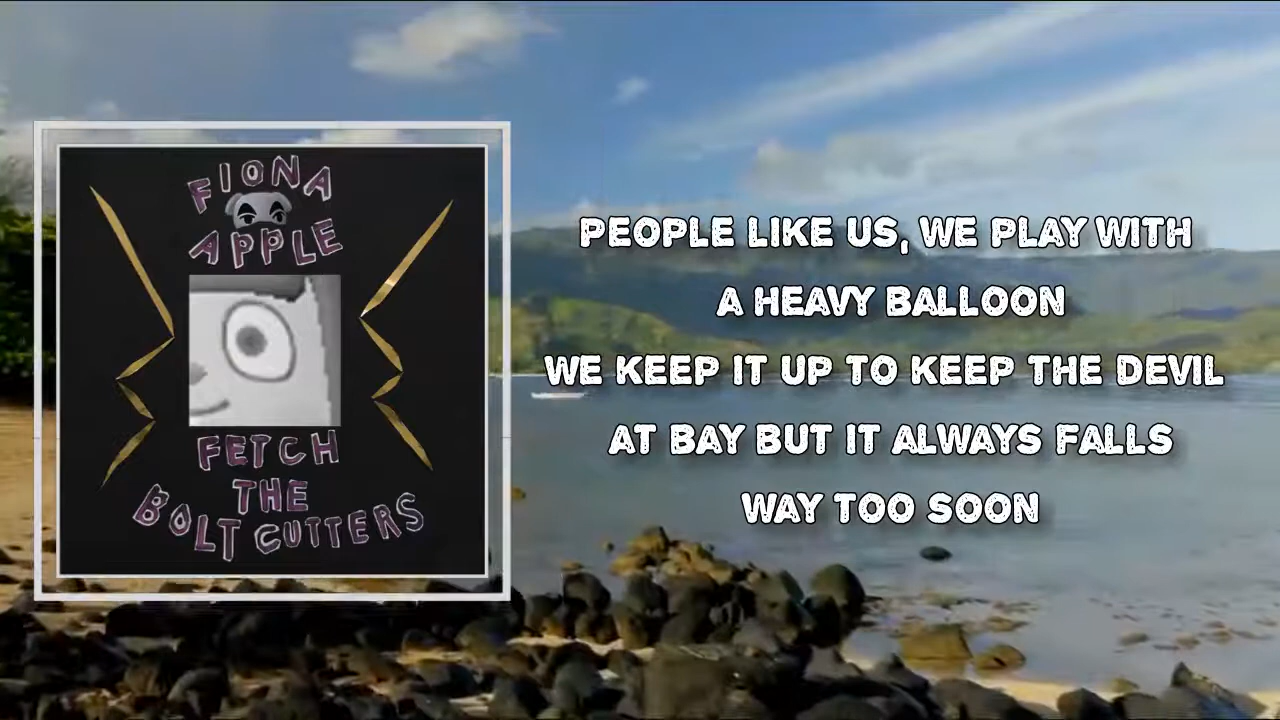 FIONA
APPLE
FETCH
THE
BOLT CUTTERS
PEOPLE LIKE US, WE PLAY WITH
A HEAVY BALLOON
WE KEEP IT UP TO KEEP THE DEVIL
AT BAY BUT IT ALWAYS FALLS
WAY TOO SOON